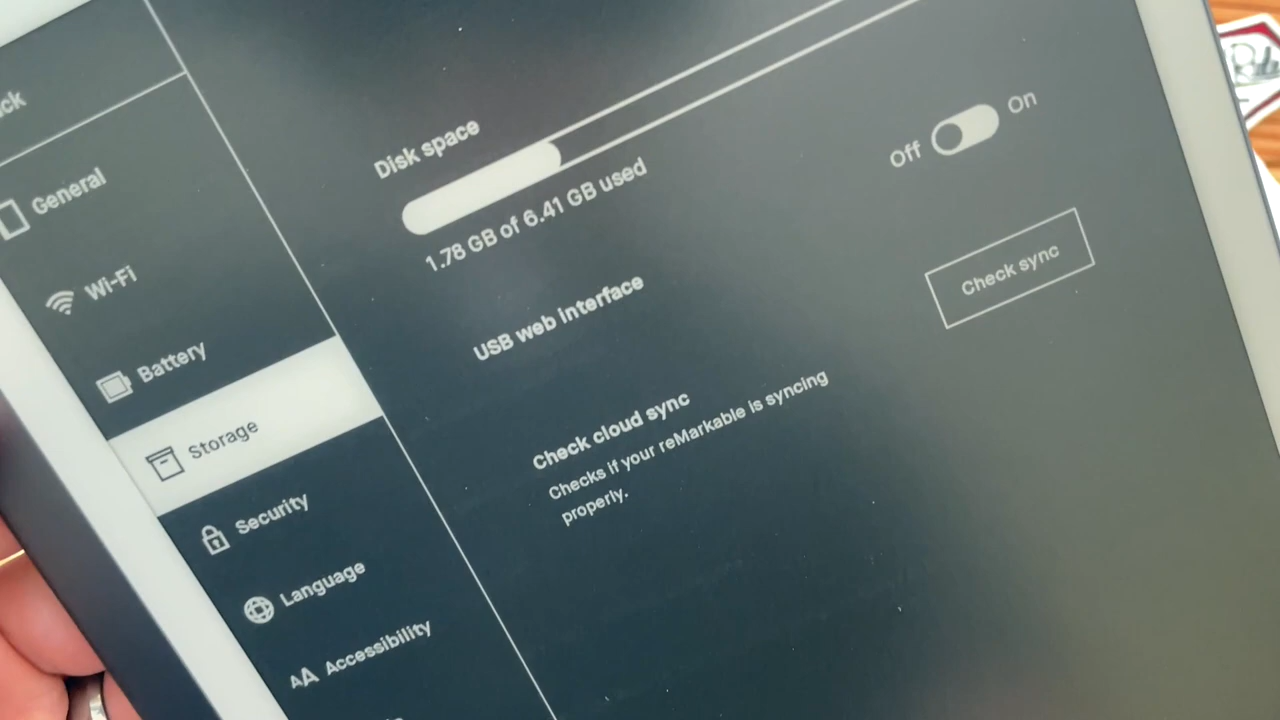 General
Wi-Fi
Battery
Storage
Security
Language
Accessibility
Disk space
1.78 GB of 6.41 GB used
USB web interface
Off
On
Check cloud sync
Checks if your reMarkable is syncing
properly.
Check sync